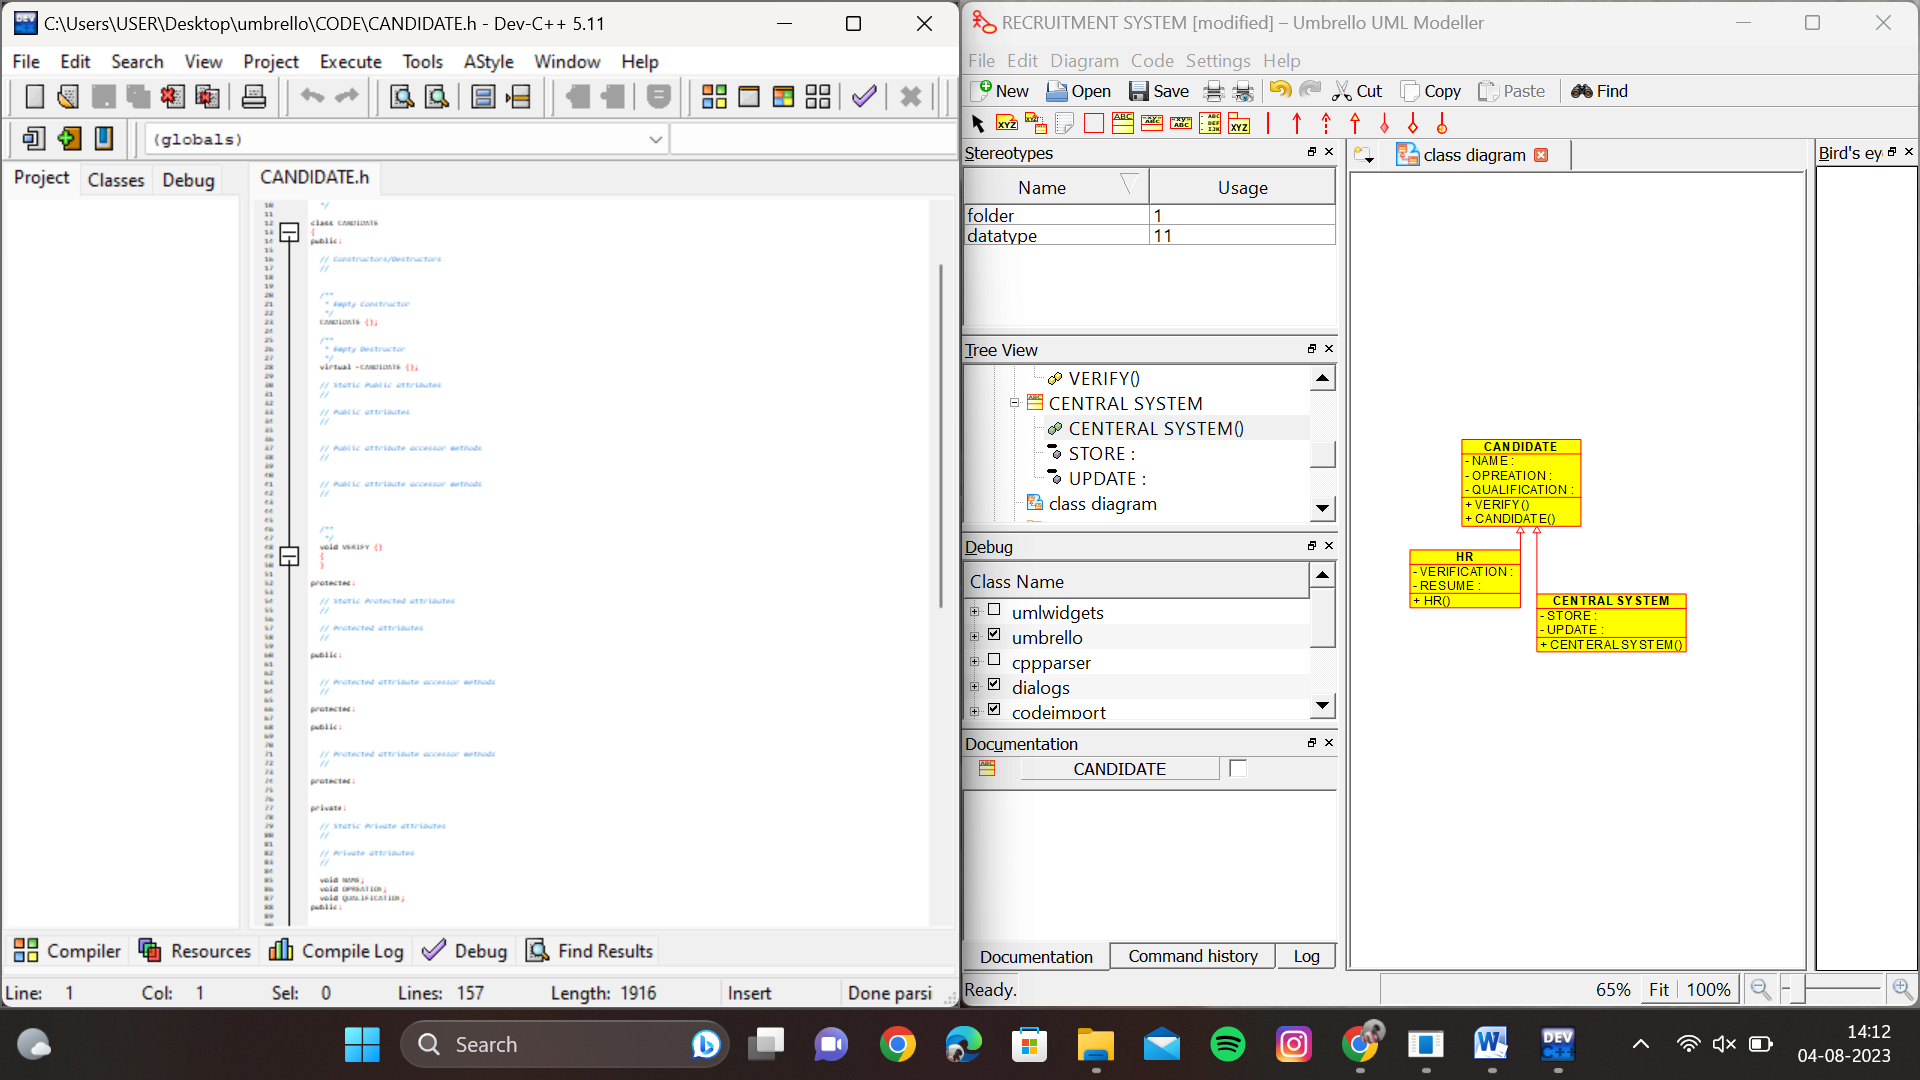 C:\Users\USER\Desktop\umbrello\CODE\CANDIDATE.h - Dev-C++ 5.11
File Edit Search View Project Execute Tools AStyle Window Help
(globals)
Project Classes Debug
CANDIDATE.h
*/
class CANDIDATE
{
public:
// Constructors/Destructors
//
/**
* Empty Constructor
*/
CANDIDATE ();
/**
* Empty Destructor
*/
virtual ~CANDIDATE ();
// Static Public attributes
//
// Public attributes
//
// Public attribute accessor methods
//
// Public attribute accessor methods
//
/**
*/
void VERIFY ()
{
}
protected:
// Static Protected attributes
//
// Protected attributes
//
public:
// Protected attribute accessor methods
//
protected:
public:
// Protected attribute accessor methods
//
protected:
private:
// Static Private attributes
//
// Private attributes
//
void NAME;
void OPREATION;
void QUALIFICATION;
public:
Compiler Resources Compile Log Debug Find Results
Line: 1 Col: 1 Sel: 0 Lines: 157 Length: 1916 Insert Done parsi
RECRUITMENT SYSTEM [modified] – Umbrello UML Modeller
File Edit Diagram Code Settings Help
New Open Save Cut Copy Paste Find
Stereotypes
Name Usage
folder 1
datatype 11
Tree View
VERIFY()
CENTRAL SYSTEM
CENTERAL SYSTEM()
STORE :
UPDATE :
class diagram
Debug
Class Name
umlwidgets
umbrello
cppparser
dialogs
codeimport
Documentation
CANDIDATE
Documentation Command history Log
Ready.
class diagram
CANDIDATE
- NAME :
- OPREATION :
- QUALIFICATION :
+ VERIFY()
+ CANDIDATE()
HR
- VERIFICATION :
- RESUME :
+ HR()
CENTRAL SYSTEM
- STORE :
- UPDATE :
+ CENTERAL SYSTEM()
Bird's ey
65% Fit 100%
Search
DEV
C++
14:12
04-08-2023